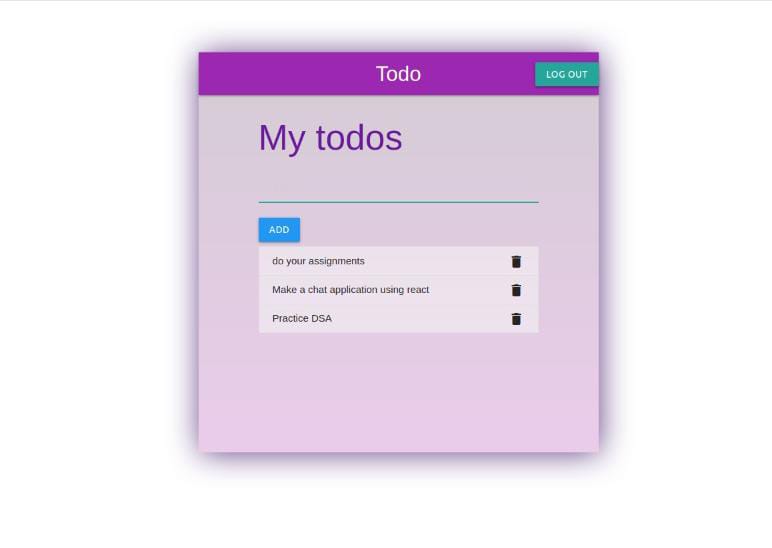 Todo
LOG OUT
My todos
ADD
do your assignments
Make a chat application using react
Practice DSA